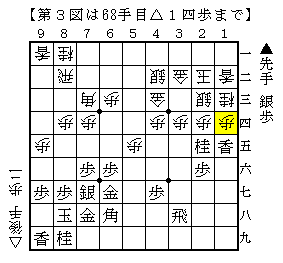 【第３図は68手目△１四歩まで】
９ ８ ７ ６ ５ ４ ３ ２ １
香 桂 一
飛 銀 金 王 香 二
角 歩 金 銀 桂 三
歩 歩 歩 歩 歩 歩 四
歩 歩 桂 香 五
歩 歩 歩 六
歩 歩 銀 金 歩 七
玉 金 角 飛 八
香 桂 九
▲先手 銀歩
△後手 歩二